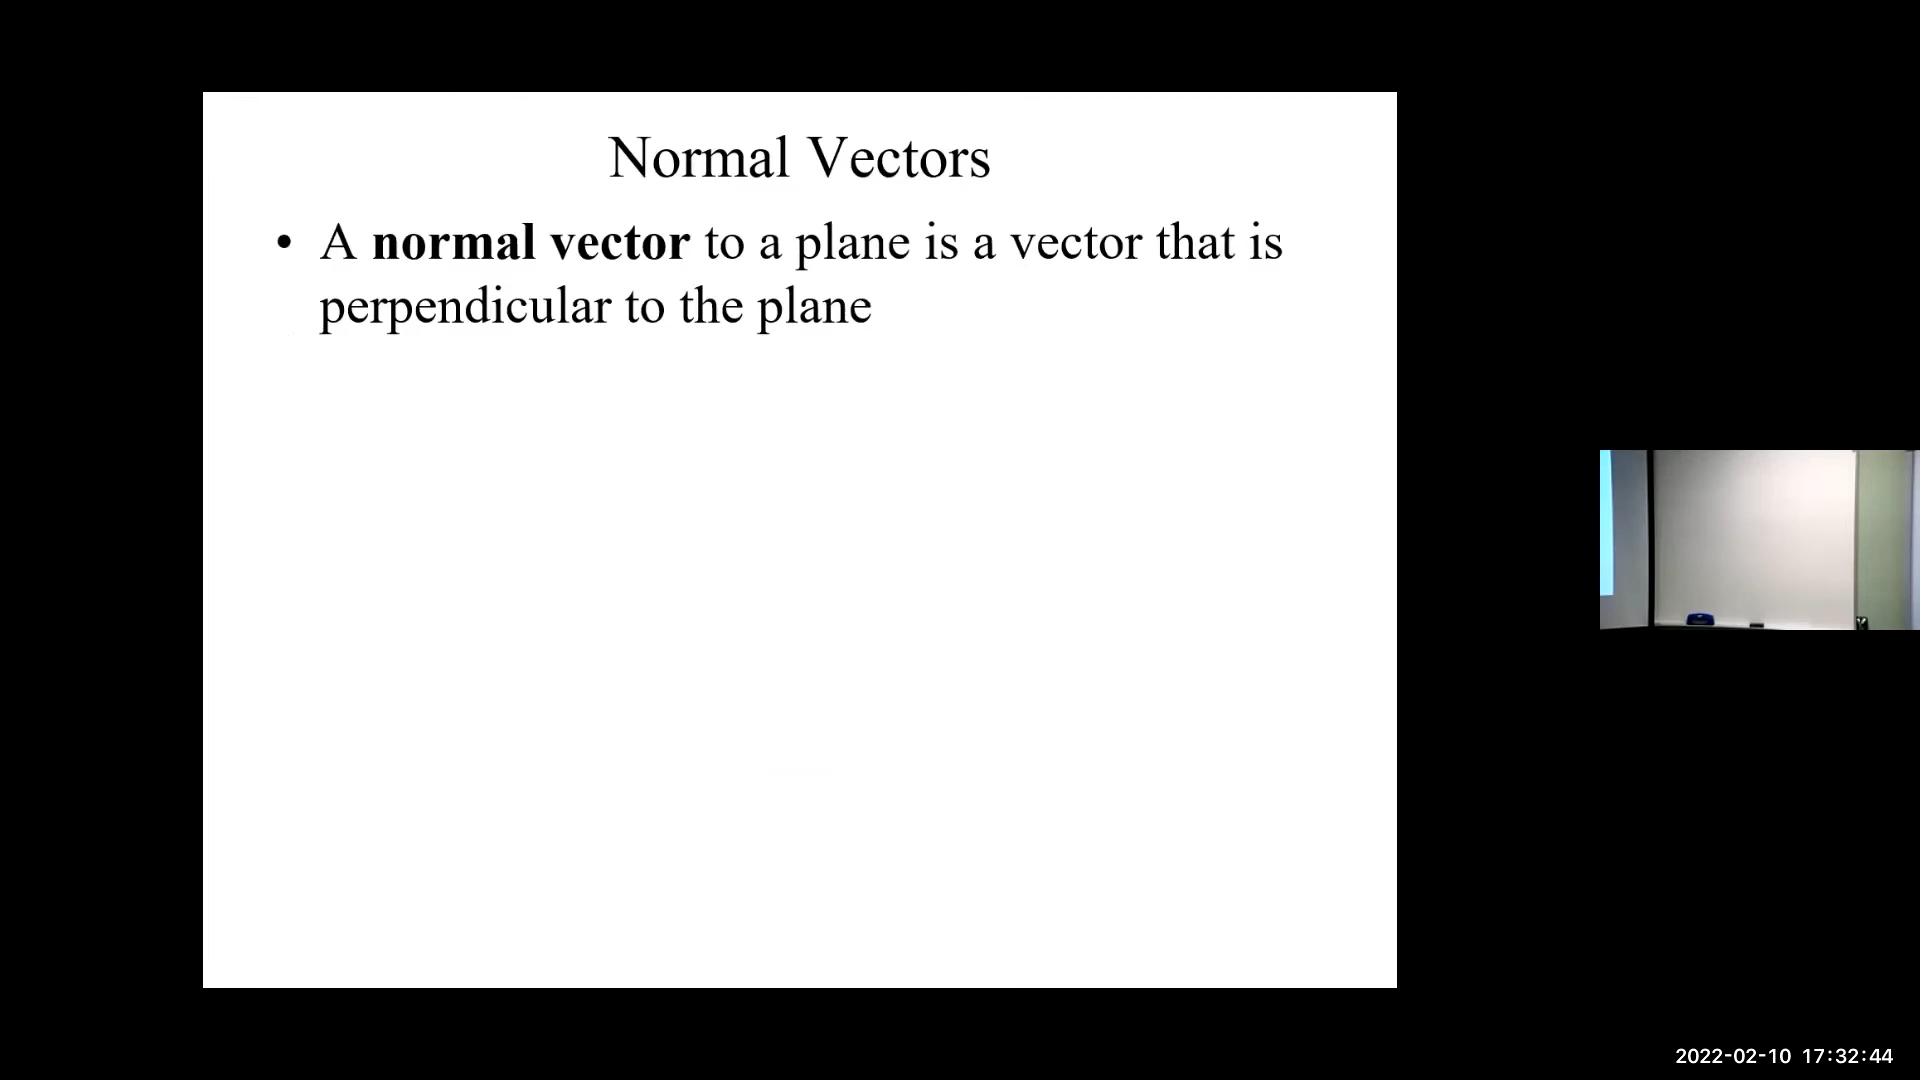 Normal Vectors
• A normal vector to a plane is a vector that is
perpendicular to the plane
2022-02-10 17:32:44